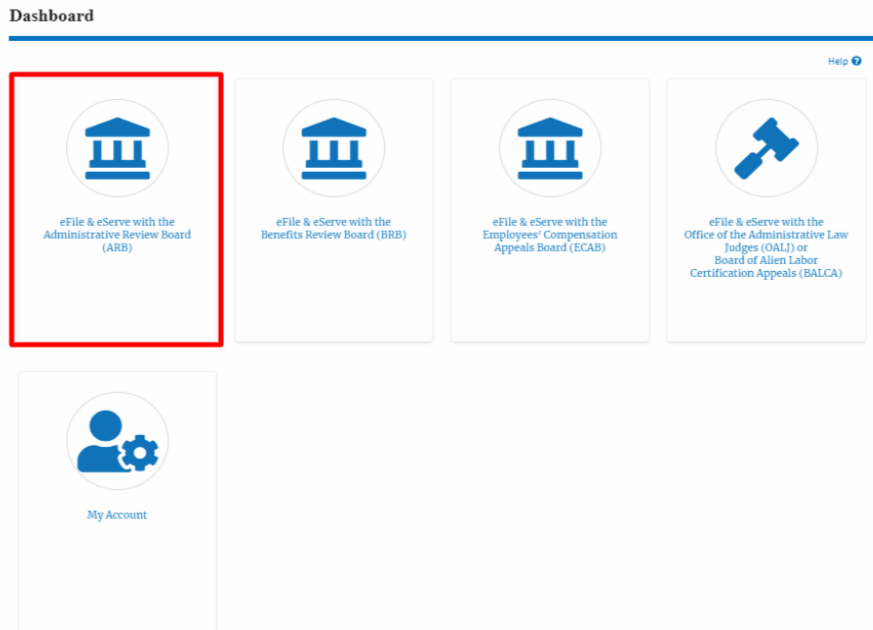 Dashboard
Help
eFile & eServe with the
Administrative Review Board
(ARB)
eFile & eServe with the
Benefits Review Board (BRB)
eFile & eServe with the
Employees' Compensation
Appeals Board (ECAB)
eFile & eServe with the
Office of the Administrative Law
Judges (OALJ) or
Board of Alien Labor
Certification Appeals (BALCA)
My Account